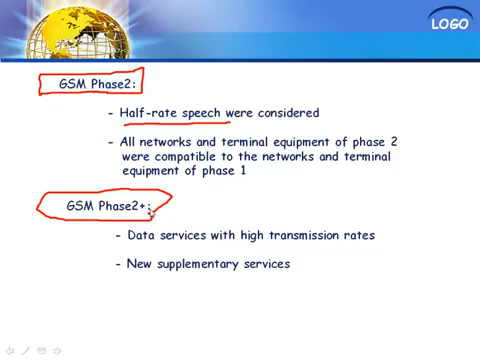 LOGO
GSM Phase2:
- Half-rate speech were considered
- All networks and terminal equipment of phase 2
were compatible to the networks and terminal
equipment of phase 1
GSM Phase2+:
- Data services with high transmission rates
- New supplementary services